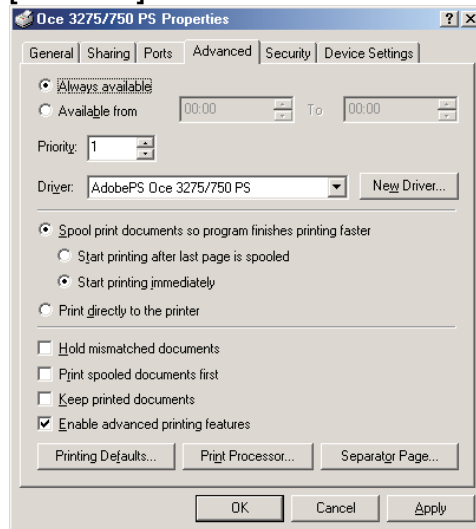 Oce 3275/750 PS Properties
General Sharing Ports Advanced Security Device Settings
Always available
Available from 00:00 To 00:00
Priority: 1
Driver: AdobePS Oce 3275/750 PS New Driver...
Spool print documents so program finishes printing faster
Start printing after last page is spooled
Start printing immediately
Print directly to the printer
Hold mismatched documents
Print spooled documents first
Keep printed documents
Enable advanced printing features
Printing Defaults... Print Processor... Separator Page...
OK Cancel Apply